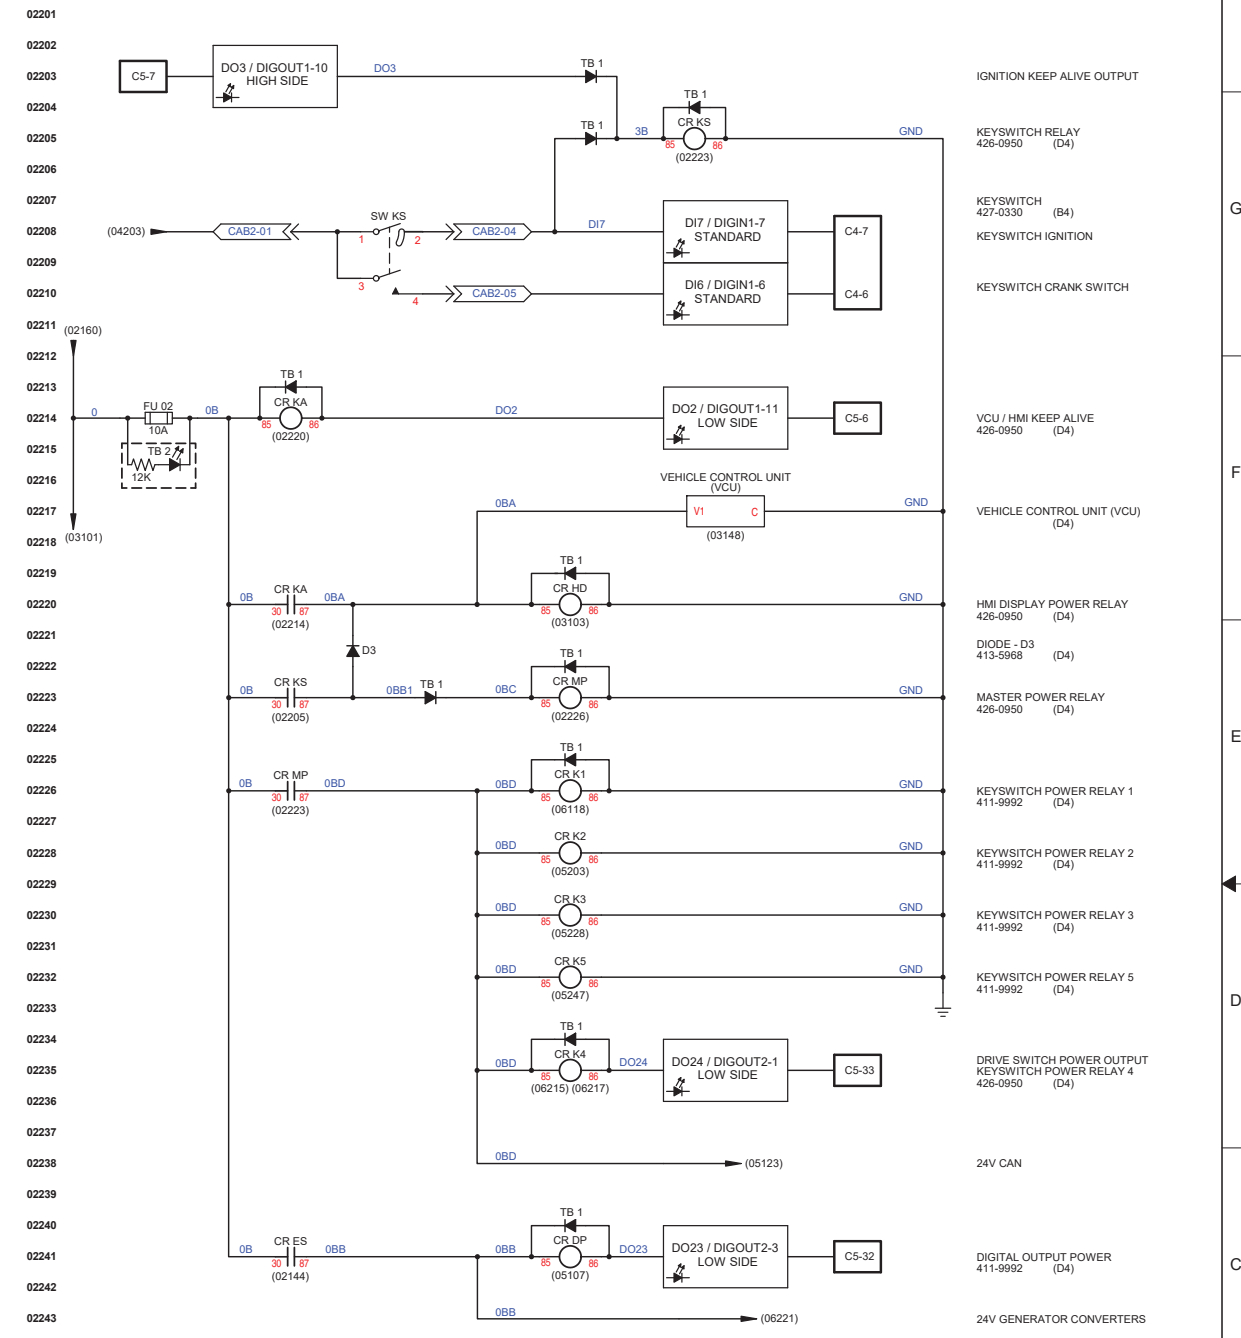 02201
02202
02203 C5-7 DO3 / DIGOUT1-10 HIGH SIDE DO3 TB 1 IGNITION KEEP ALIVE OUTPUT
02204 TB 1
CR KS
02205 TB 1 3B 85 86 GND KEYSWITCH RELAY
(02223) 426-0950 (D4)
02206
02207 KEYSWITCH
427-0330 (B4)
G
SW KS
02208 (04203) CAB2-01 1 2 CAB2-04 DI7 DI7 / DIGIN1-7 STANDARD C4-7 KEYSWITCH IGNITION
02209
02210 3 4 CAB2-05 DI6 / DIGIN1-6 STANDARD C4-6 KEYSWITCH CRANK SWITCH
02211 (02160)
02212
02213 TB 1
CR KA
02214 0 FU 02 10A 0B 85 86 DO2 DO2 / DIGOUT1-11 LOW SIDE C5-6 VCU / HMI KEEP ALIVE
(02220) 426-0950 (D4)
02215 TB 2
02216 12K VEHICLE CONTROL UNIT
(VCU)
F
02217 0BA V1 C GND VEHICLE CONTROL UNIT (VCU)
(D4)
02218 (03101) (03148)
02219 TB 1
CR KA CR HD
02220 0B 30 87 0BA 85 86 GND HMI DISPLAY POWER RELAY
(02214) (03103) 426-0950 (D4)
02221 D3 DIODE - D3
413-5968 (D4)
02222 TB 1
CR KS CR MP
02223 0B 30 87 0BB1 TB 1 0BC 85 86 GND MASTER POWER RELAY
(02205) (02226) 426-0950 (D4)
02224
E
02225 TB 1
CR MP CR K1
02226 0B 30 87 0BD 0BD 85 86 GND KEYSWITCH POWER RELAY 1
(02223) (06118) 411-9992 (D4)
02227
CR K2
02228 0BD 85 86 GND KEYWSITCH POWER RELAY 2
(05203) 411-9992 (D4)
02229
CR K3
02230 0BD 85 86 GND KEYWSITCH POWER RELAY 3
(05228) 411-9992 (D4)
02231
CR K5
02232 0BD 85 86 GND KEYWSITCH POWER RELAY 5
(05247) 411-9992 (D4)
D
02233
02234 TB 1
CR K4 DRIVE SWITCH POWER OUTPUT
02235 0BD 85 86 DO24 DO24 / DIGOUT2-1 LOW SIDE C5-33 KEYSWITCH POWER RELAY 4
(06215) (06217) 426-0950 (D4)
02236
02237
02238 0BD (05123) 24V CAN
02239
02240 TB 1
CR ES CR DP
02241 0B 30 87 0BB 0BB 85 86 DO23 DO23 / DIGOUT2-3 LOW SIDE C5-32 DIGITAL OUTPUT POWER
(02144) (05107) 411-9992 (D4)
C
02242
02243 0BB (06221) 24V GENERATOR CONVERTERS